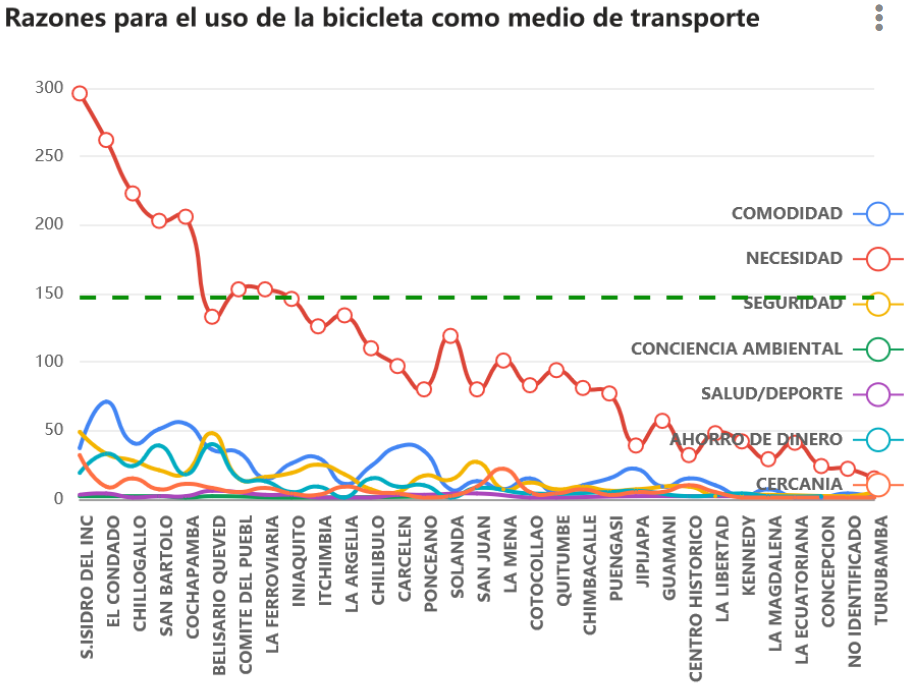 Razones para el uso de la bicicleta como medio de transporte
300
250
200
150
100
50
0
COMODIDAD
NECESIDAD
SEGURIDAD
CONCIENCIA AMBIENTAL
SALUD/DEPORTE
AHORRO DE DINERO
CERCANIA
S.ISIDRO DEL INC
EL CONDADO
CHILLOGALLO
SAN BARTOLO
COCHAPAMBA
BELISARIO QUEVED
COMITE DEL PUEBL
LA FERROVIARIA
INIAQUITO
ITCHIMBIA
LA ARGELIA
CHILIBULO
CARCELEN
PONCEANO
SOLANDA
SAN JUAN
LA MENA
COTOCOLLAO
QUITUMBE
CHIMBACALLE
PUENGASI
JIPIJAPA
GUAMANI
CENTRO HISTORICO
LA LIBERTAD
KENNEDY
LA MAGDALENA
LA ECUATORIANA
CONCEPCION
NO IDENTIFICADO
TURUBAMBA